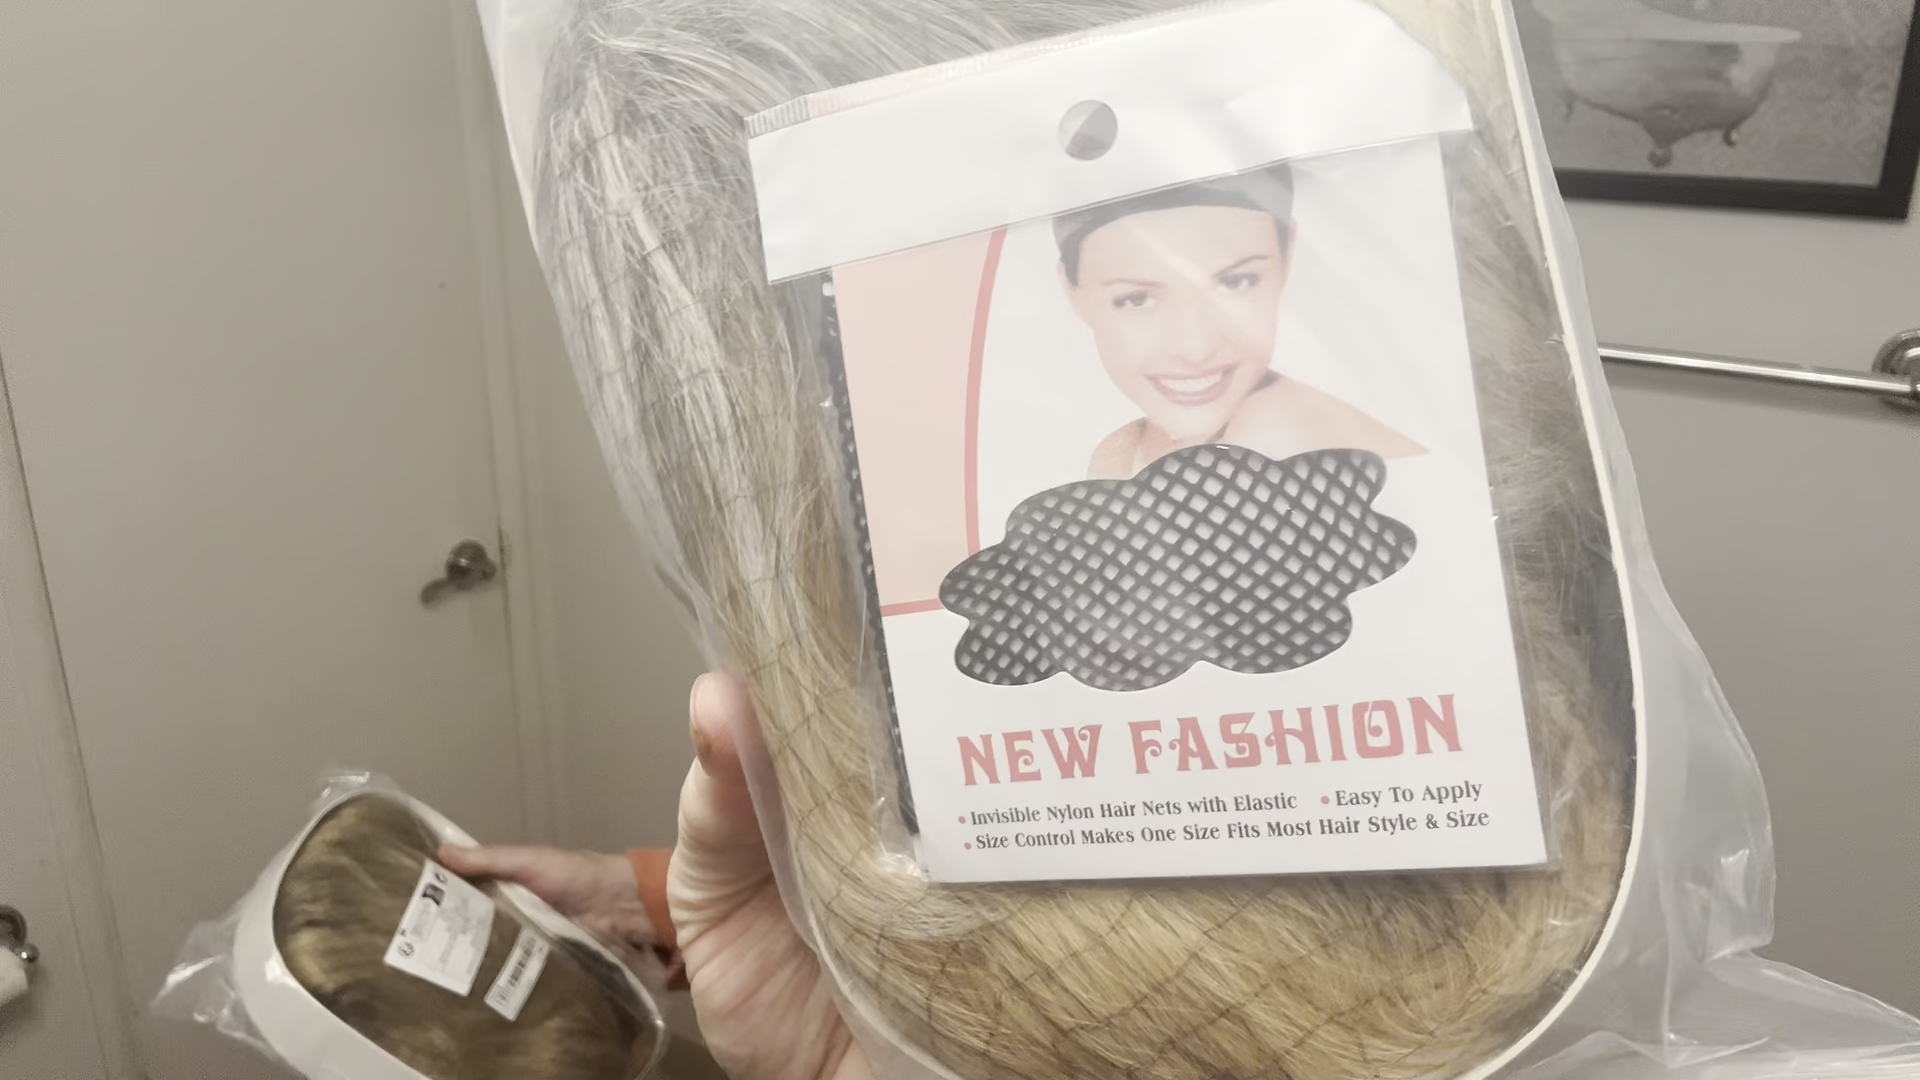 NEW FASHION
• Invisible Nylon Hair Nets with Elastic • Easy To Apply
• Size Control Makes One Size Fits Most Hair Style & Size